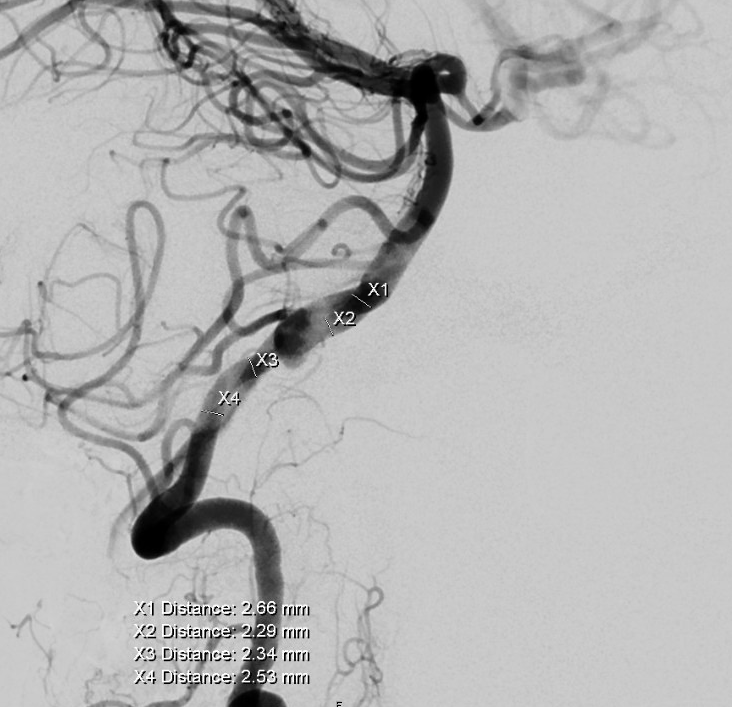 X1
X2
X3
X4
X1 Distance: 2.66 mm
X2 Distance: 2.29 mm
X3 Distance: 2.34 mm
X4 Distance: 2.53 mm